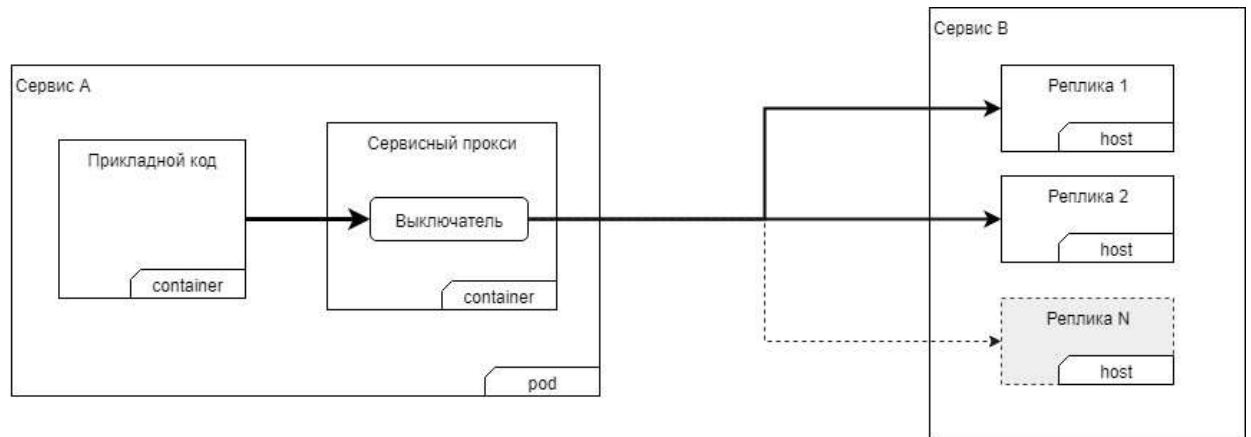 Сервис A
Прикладной код
container
Сервисный прокси
Выключатель
container
pod
Сервис B
Реплика 1
host
Реплика 2
host
Реплика N
host